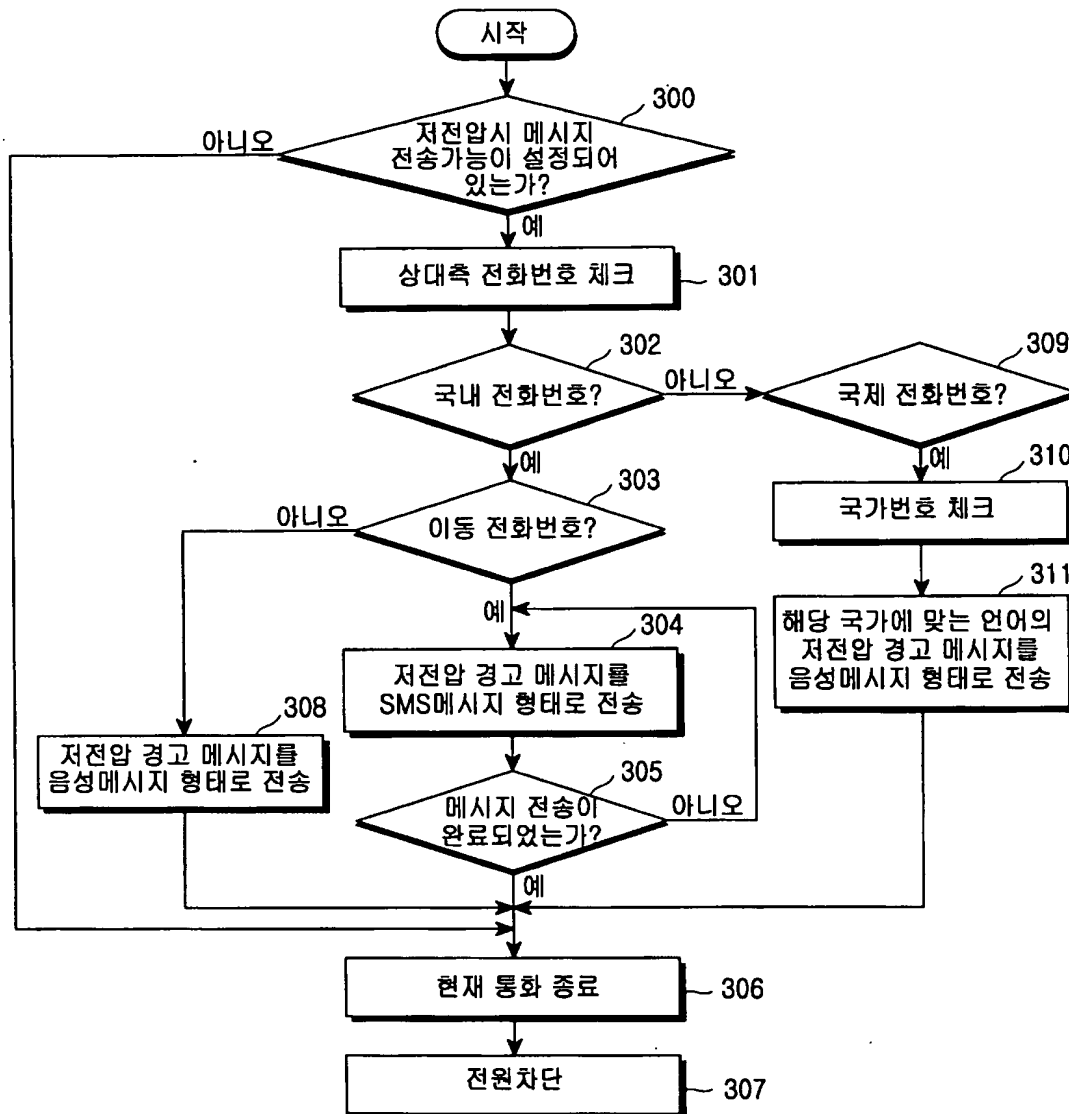 시작
300
저전압시 메시지
전송가능이 설정되어
있는가?
아니오
예
상대측 전화번호 체크
301
302
국내 전화번호?
아니오
309
국제 전화번호?
예
예
310
국가번호 체크
303
이동 전화번호?
아니오
예
311
해당 국가에 맞는 언어의
저전압 경고 메시지를
음성메시지 형태로 전송
304
저전압 경고 메시지를
SMS메시지 형태로 전송
308
저전압 경고 메시지를
음성메시지 형태로 전송
305
메시지 전송이
완료되었는가?
아니오
예
현재 통화 종료
306
전원차단
307